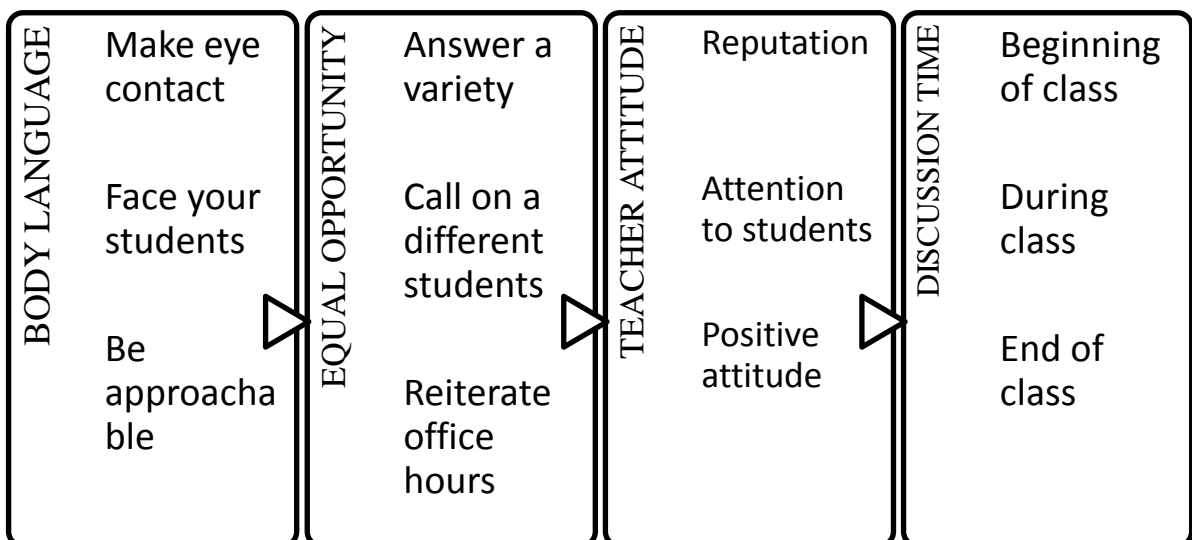 BODY LANGUAGE
Make eye
contact
Face your
students
Be
approacha
ble
EQUAL OPPORTUNITY
Answer a
variety
Call on a
different
students
Reiterate
office
hours
TEACHER ATTITUDE
Reputation
Attention
to students
Positive
attitude
DISCUSSION TIME
Beginning
of class
During
class
End of
class